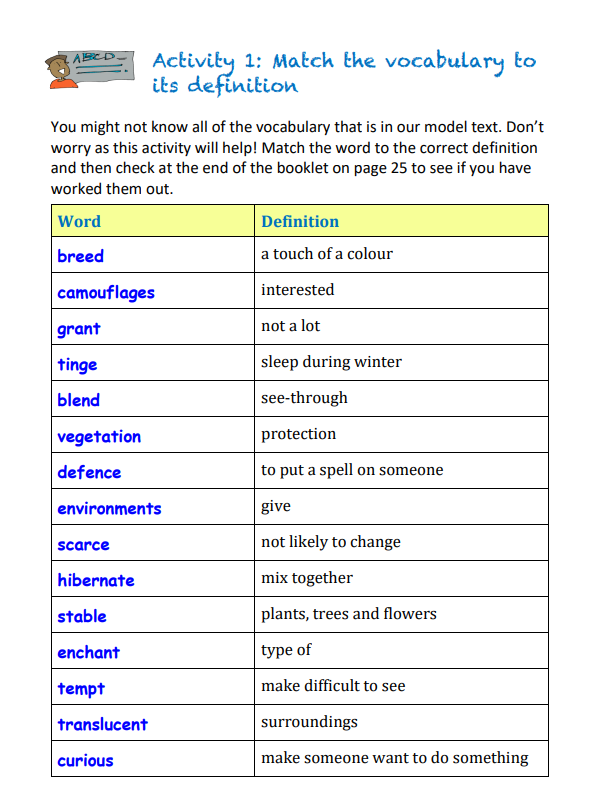 ABCD
Activity 1: Match the vocabulary to
its definition
You might not know all of the vocabulary that is in our model text. Don’t
worry as this activity will help! Match the word to the correct definition
and then check at the end of the booklet on page 25 to see if you have
worked them out.
Word Definition
breed a touch of a colour
camouflages interested
grant not a lot
tinge sleep during winter
blend see-through
vegetation protection
defence to put a spell on someone
environments give
scarce not likely to change
hibernate mix together
stable plants, trees and flowers
enchant type of
tempt make difficult to see
translucent surroundings
curious make someone want to do something